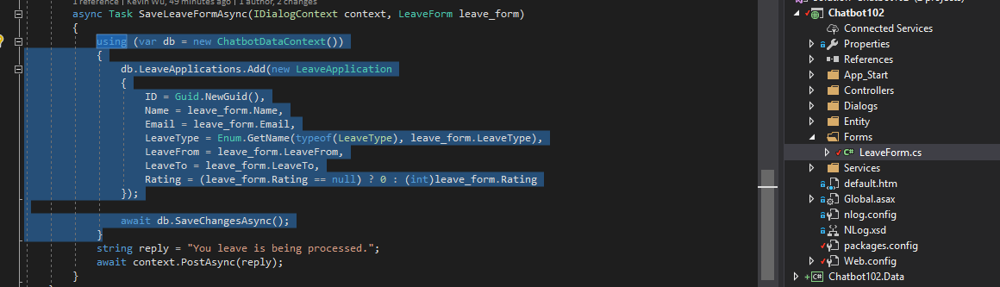 1 reference | Kevin Wu, 49 minutes ago | 1 author, 2 changes
async Task SaveLeaveFormAsync(IDialogContext context, LeaveForm leave_form)
{
using (var db = new ChatbotDataContext())
{
db.LeaveApplications.Add(new LeaveApplication
{
ID = Guid.NewGuid(),
Name = leave_form.Name,
Email = leave_form.Email,
LeaveType = Enum.GetName(typeof(LeaveType), leave_form.LeaveType),
LeaveFrom = leave_form.LeaveFrom,
LeaveTo = leave_form.LeaveTo,
Rating = (leave_form.Rating == null) ? 0 : (int)leave_form.Rating
});
await db.SaveChangesAsync();
}
string reply = "You leave is being processed.";
await context.PostAsync(reply);
}
Chatbot102
Connected Services
Properties
References
App_Start
Controllers
Dialogs
Entity
Forms
C# LeaveForm.cs
Services
default.htm
Global.asax
nlog.config
NLog.xsd
packages.config
Web.config
C# Chatbot102.Data